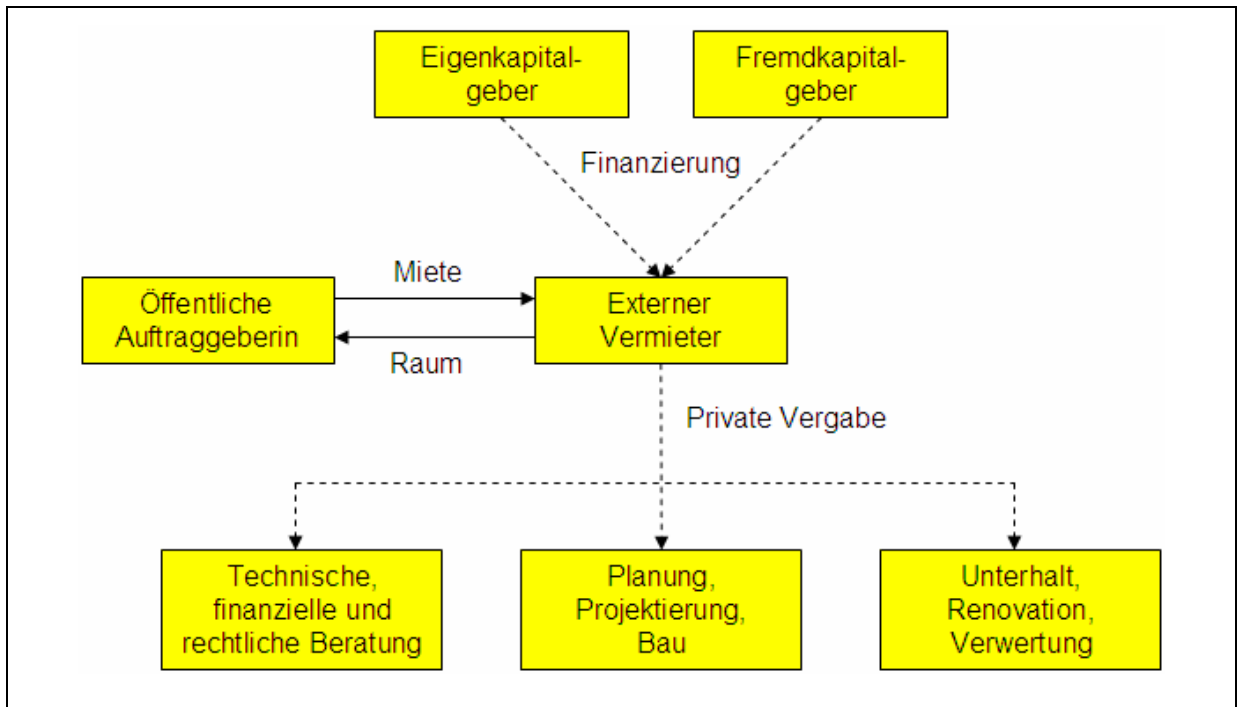 Eigenkapital-
geber
Fremdkapital-
geber
Finanzierung
Miete
Öffentliche
Auftraggeberin
Externer
Vermieter
Raum
Private Vergabe
Technische,
finanzielle und
rechtliche Beratung
Planung,
Projektierung,
Bau
Unterhalt,
Renovation,
Verwertung